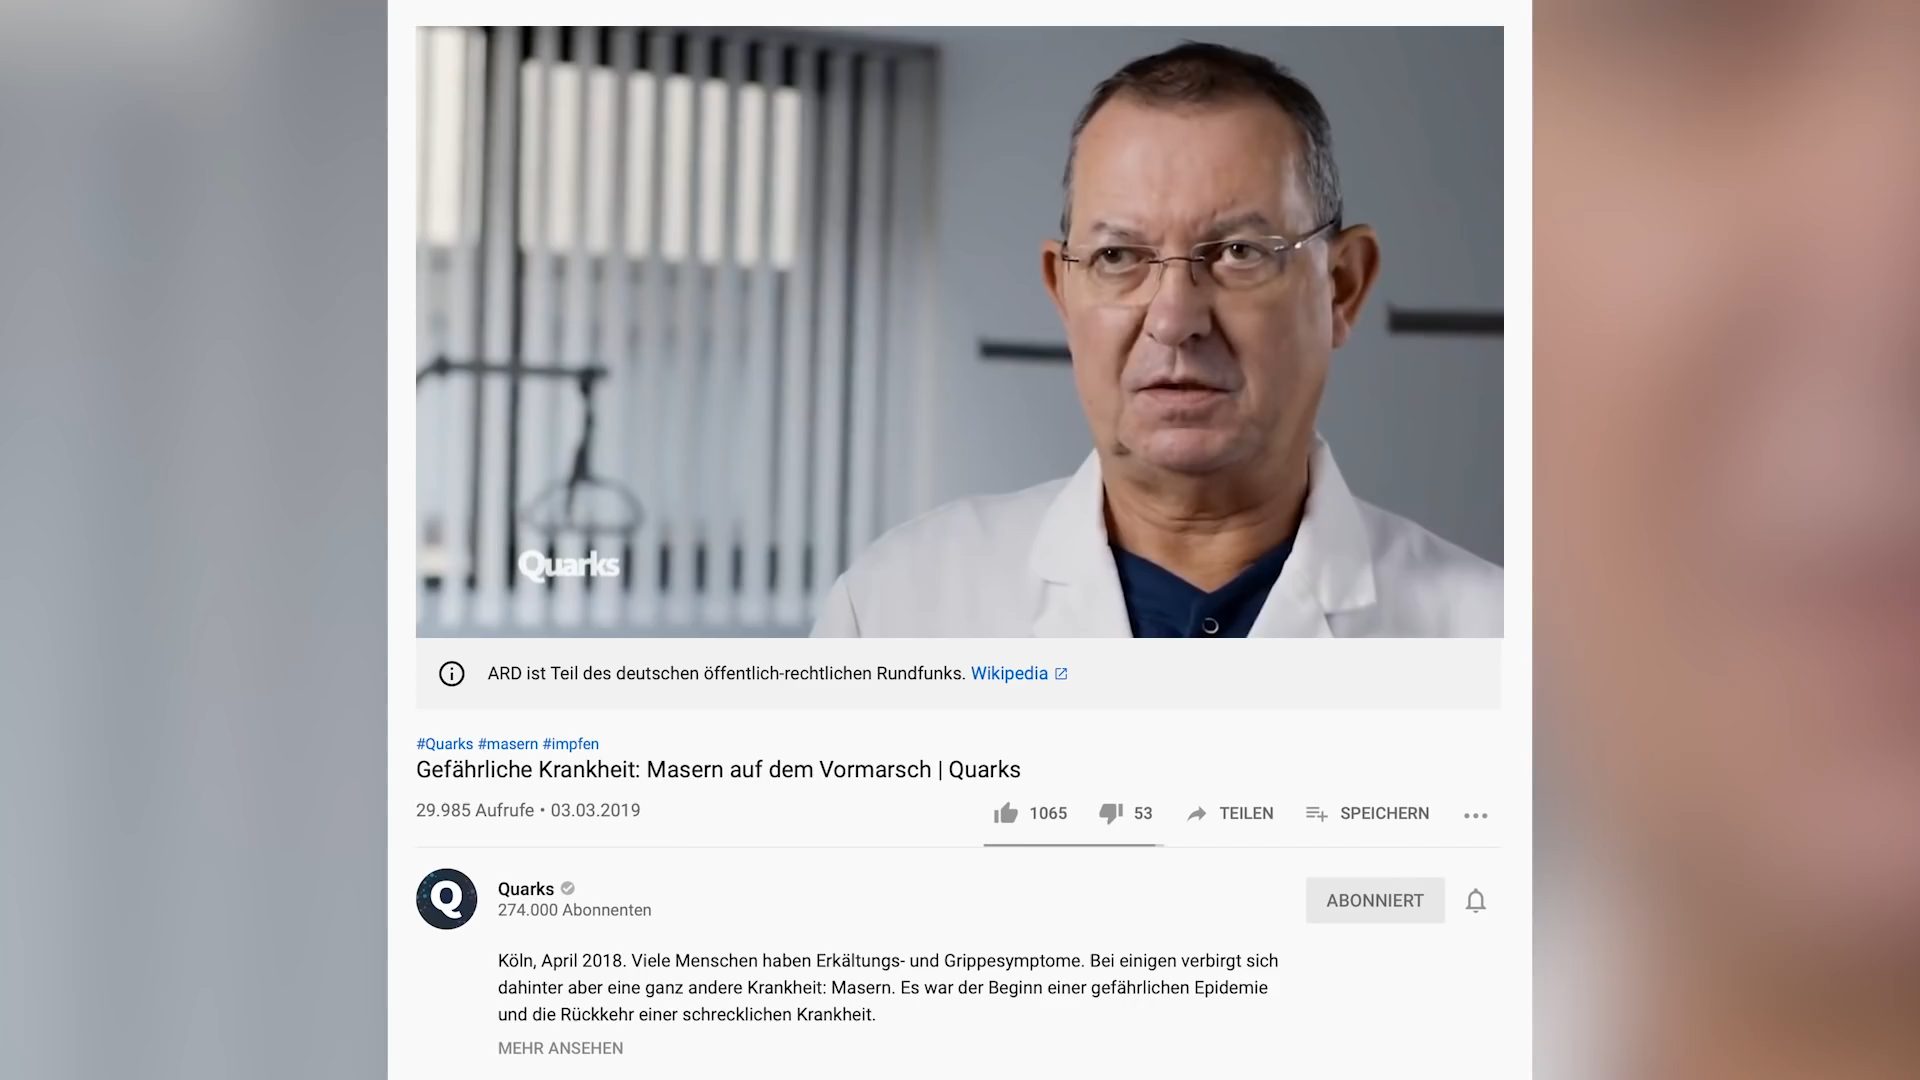 Quarks
ARD ist Teil des deutschen öffentlich-rechtlichen Rundfunks. Wikipedia
#Quarks #masern #impfen
Gefährliche Krankheit: Masern auf dem Vormarsch | Quarks
29.985 Aufrufe • 03.03.2019
1065 53 TEILEN SPEICHERN
Q
Quarks
274.000 Abonnenten
ABONNIERT
Köln, April 2018. Viele Menschen haben Erkältungs- und Grippesymptome. Bei einigen verbirgt sich
dahinter aber eine ganz andere Krankheit: Masern. Es war der Beginn einer gefährlichen Epidemie
und die Rückkehr einer schrecklichen Krankheit.
MEHR ANSEHEN